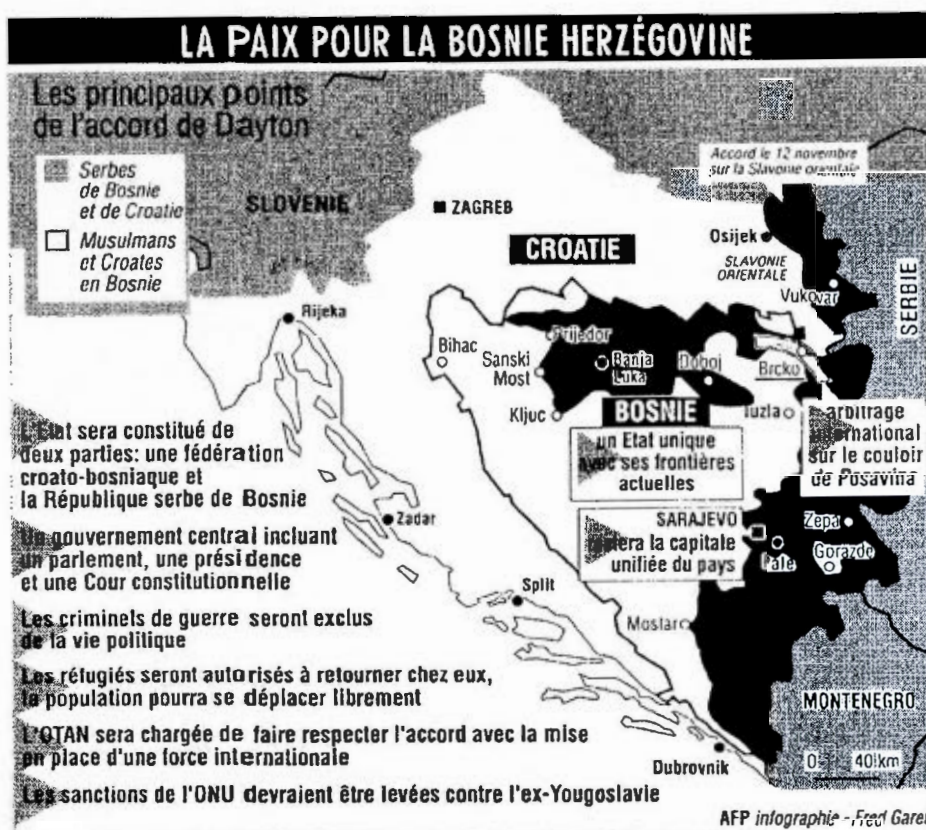 LA PAIX POUR LA BOSNIE HERZÉGOVINE
Les principaux points
de l'accord de Dayton
Serbes
de Bosnie
et de Croatie
Musulmans
et Croates
en Bosnie
SLOVENIE
ZAGREB
CROATIE
Accord le 12 novembre
sur la Slavonie orientale
Osijek
SLAVONIE
ORIENTALE
Vukovar
SERBIE
Rijeka
Bihac
Prijedor
Sanski
Most
Banja
Luka
Doboj
Brcko
Kljuc
BOSNIE
Tuzla
un Etat unique
avec ses frontières
actuelles
arbitrage
international
sur le couloir
de Posavina
L'Etat sera constitué de
deux parties: une fédération
croato-bosniaque et
la République serbe de Bosnie
Zadar
SARAJEVO
restera la capitale
unifiée du pays
Pale
Zepa
Gorazde
Un gouvernement central incluant
un parlement, une présidence
et une Cour constitutionnelle
Split
Mostar
Les criminels de guerre seront exclus
de la vie politique
Les réfugiés seront autorisés à retourner chez eux,
la population pourra se déplacer librement
MONTENEGRO
L'OTAN sera chargée de faire respecter l'accord avec la mise
en place d'une force internationale
Dubrovnik
0 40 km
Les sanctions de l'ONU devraient être levées contre l'ex-Yougoslavie
AFP infographie - Fred Garet